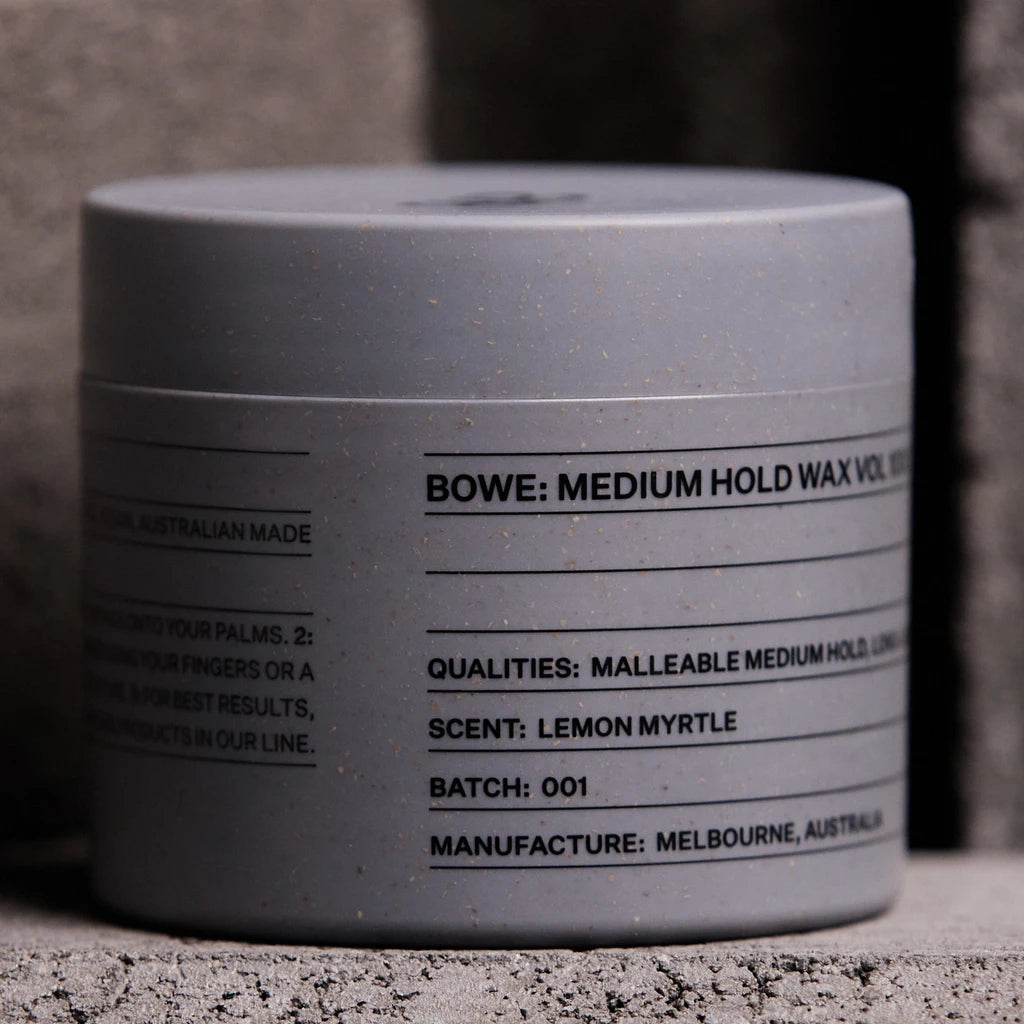 AUSTRALIAN MADE
ONTO YOUR PALMS. 2:
YOUR FINGERS OR A
FOR BEST RESULTS,
PRODUCTS IN OUR LINE.
BOWE: MEDIUM HOLD WAX VOL
QUALITIES: MALLEABLE MEDIUM HOLD,
SCENT: LEMON MYRTLE
BATCH: 001
MANUFACTURE: MELBOURNE, AUSTRALIA